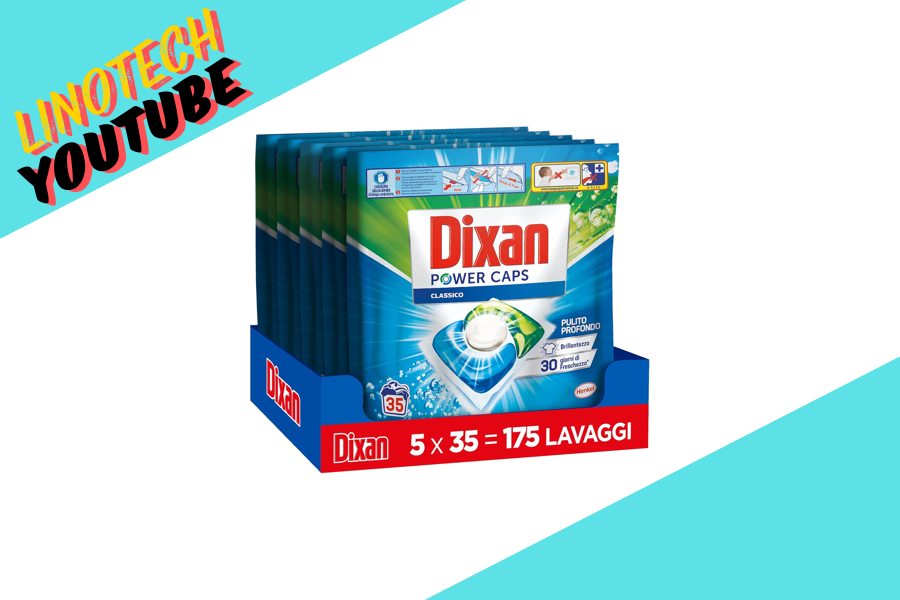 LINOTECH
YOUTUBE
Dixan
POWER CAPS
CLASSICO
PULITO
PROFONDO
Brillantezza
30 giorni di
Freschezza*
35
Henkel
Dixan
Dixan 5 x 35 = 175 LAVAGGI